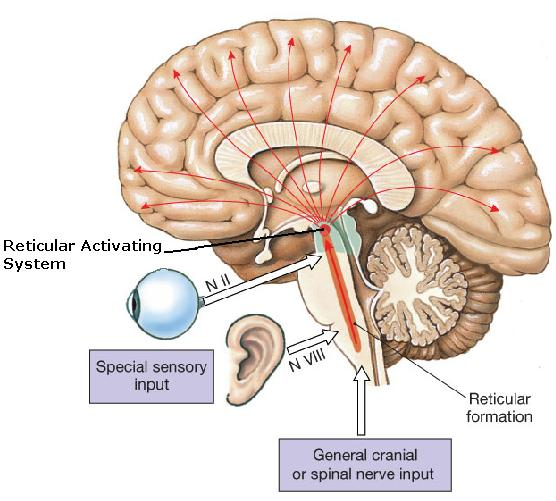 Reticular Activating
System
N II
N VIII
Special sensory
input
Reticular
formation
General cranial
or spinal nerve input